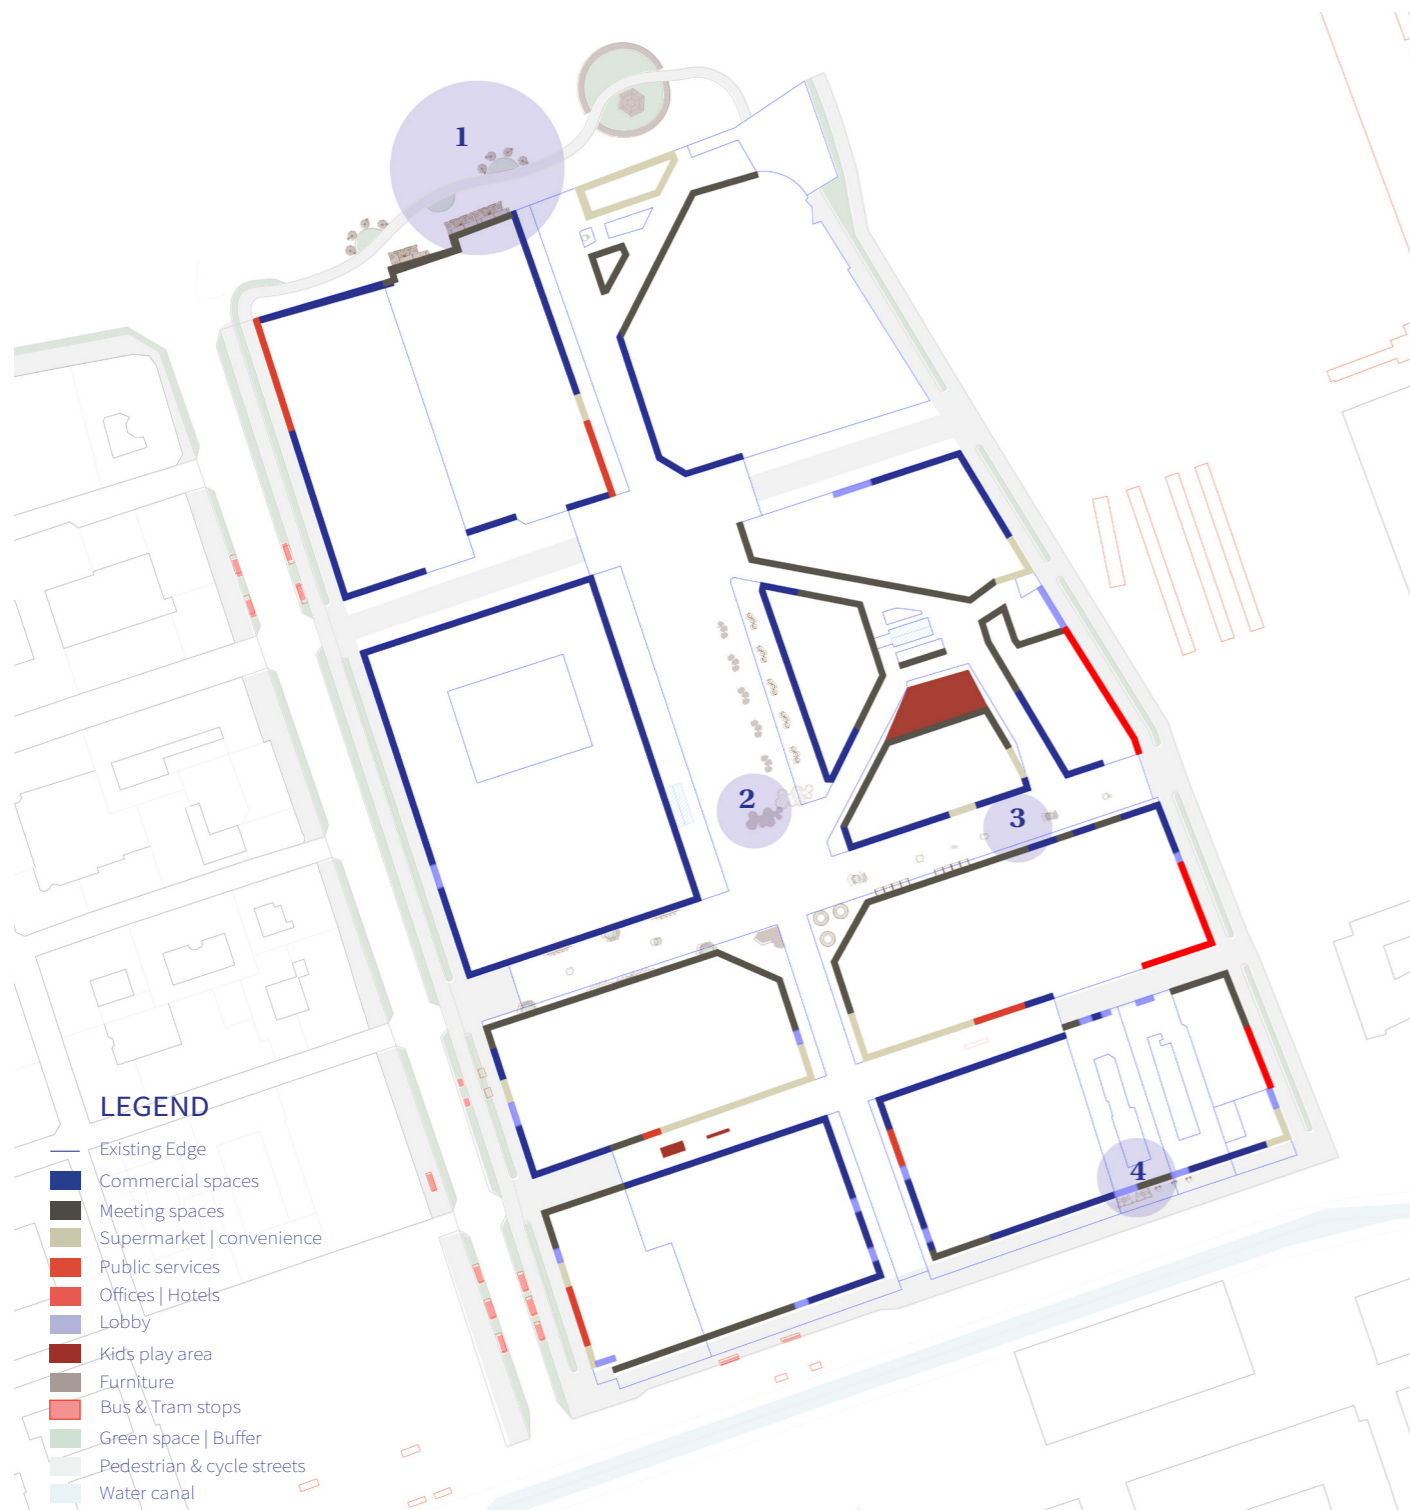 1
2
3
4
LEGEND
Existing Edge
Commercial spaces
Meeting spaces
Supermarket | convenience
Public services
Offices | Hotels
Lobby
Kids play area
Furniture
Bus & Tram stops
Green space | Buffer
Pedestrian & cycle streets
Water canal